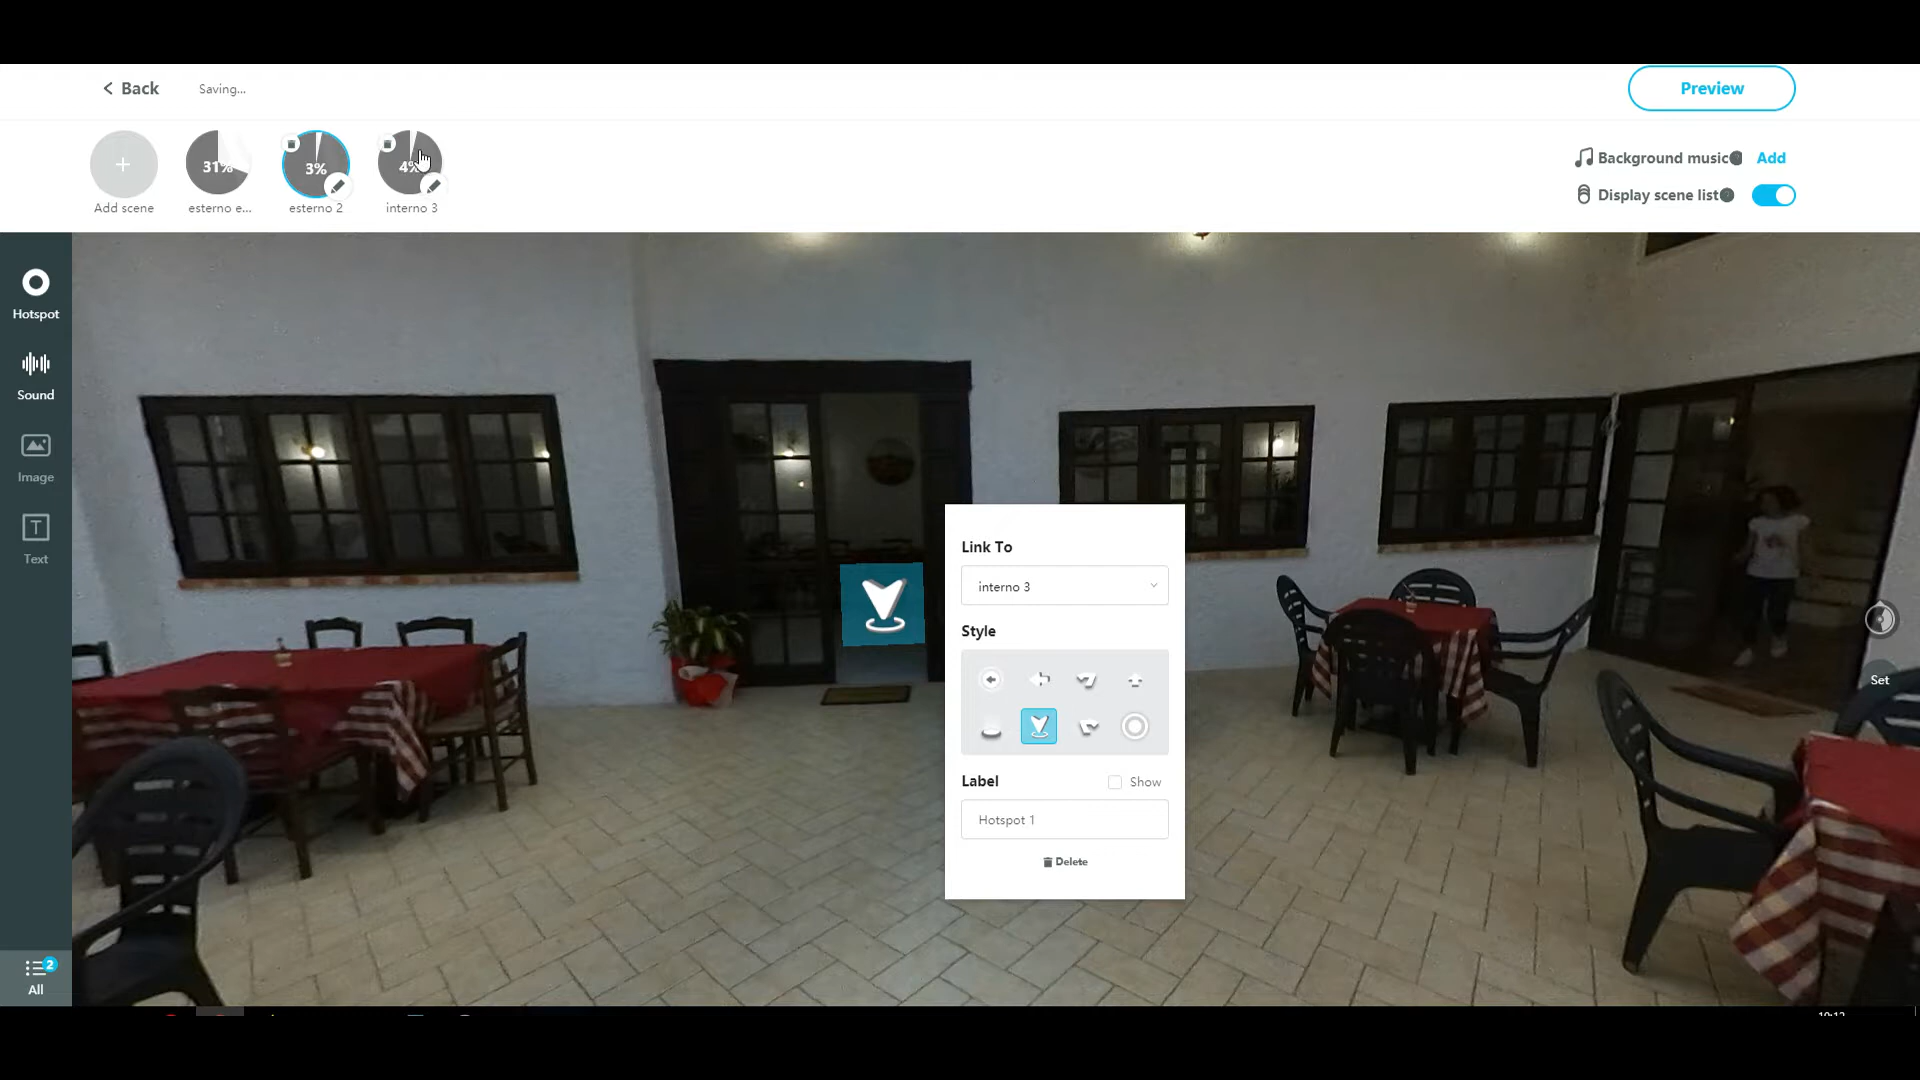 Back
Saving...
Preview
31%
3%
Add scene
esterno e...
esterno 2
interno 3
Background music
Add
Display scene list
Hotspot
Sound
Image
Text
Link To
interno 3
Style
Label
Show
Hotspot 1
Delete
Set
2
All